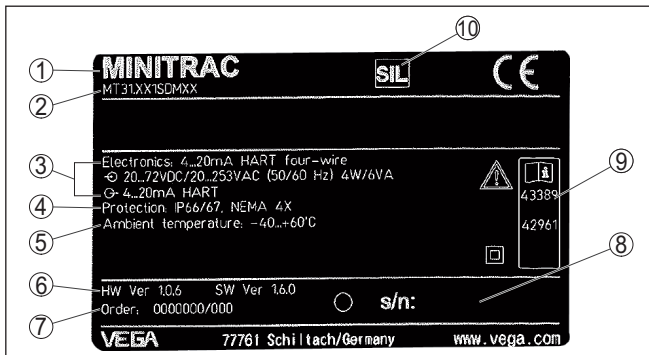 10
1 MINITRAC SIL CE
2 MT31.XX1SDMXX
3 Electronics: 4...20mA HART four-wire
20...72VDC/20...253VAC (50/60 Hz) 4W/6VA
4...20mA HART
9
43389
42961
4 Protection: IP66/67, NEMA 4X
5 Ambient temperature: -40...+60°C
8
6 HW Ver 1.0.6 SW Ver 1.6.0
s/n:
7 Order: 0000000/000
VEGA 77761 Schiltach/Germany www.vega.com